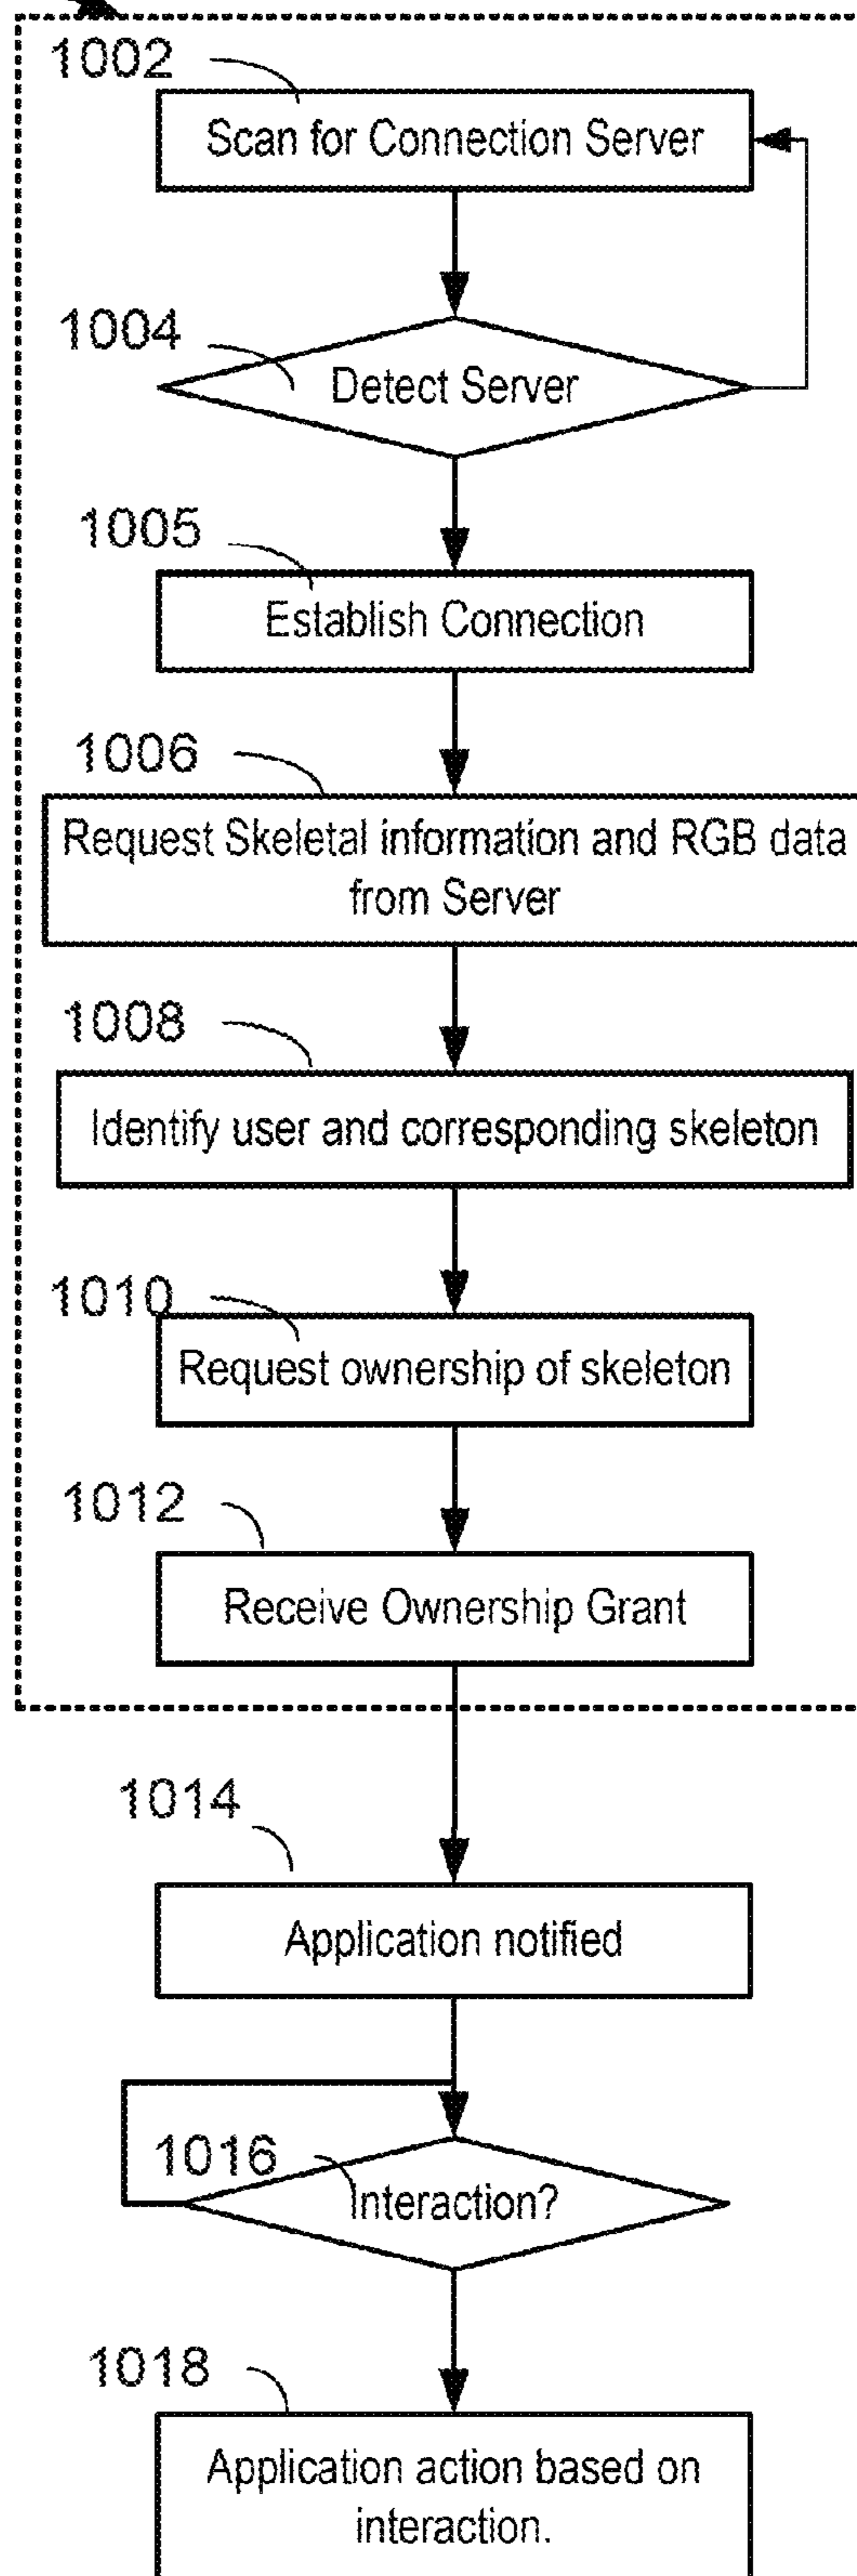 1002
Scan for Connection Server
1004
Detect Server
1005
Establish Connection
1006
Request Skeletal information and RGB data
from Server
1008
Identify user and corresponding skeleton
1010
Request ownership of skeleton
1012
Receive Ownership Grant
1014
Application notified
1016
Interaction?
1018
Application action based on
interaction.